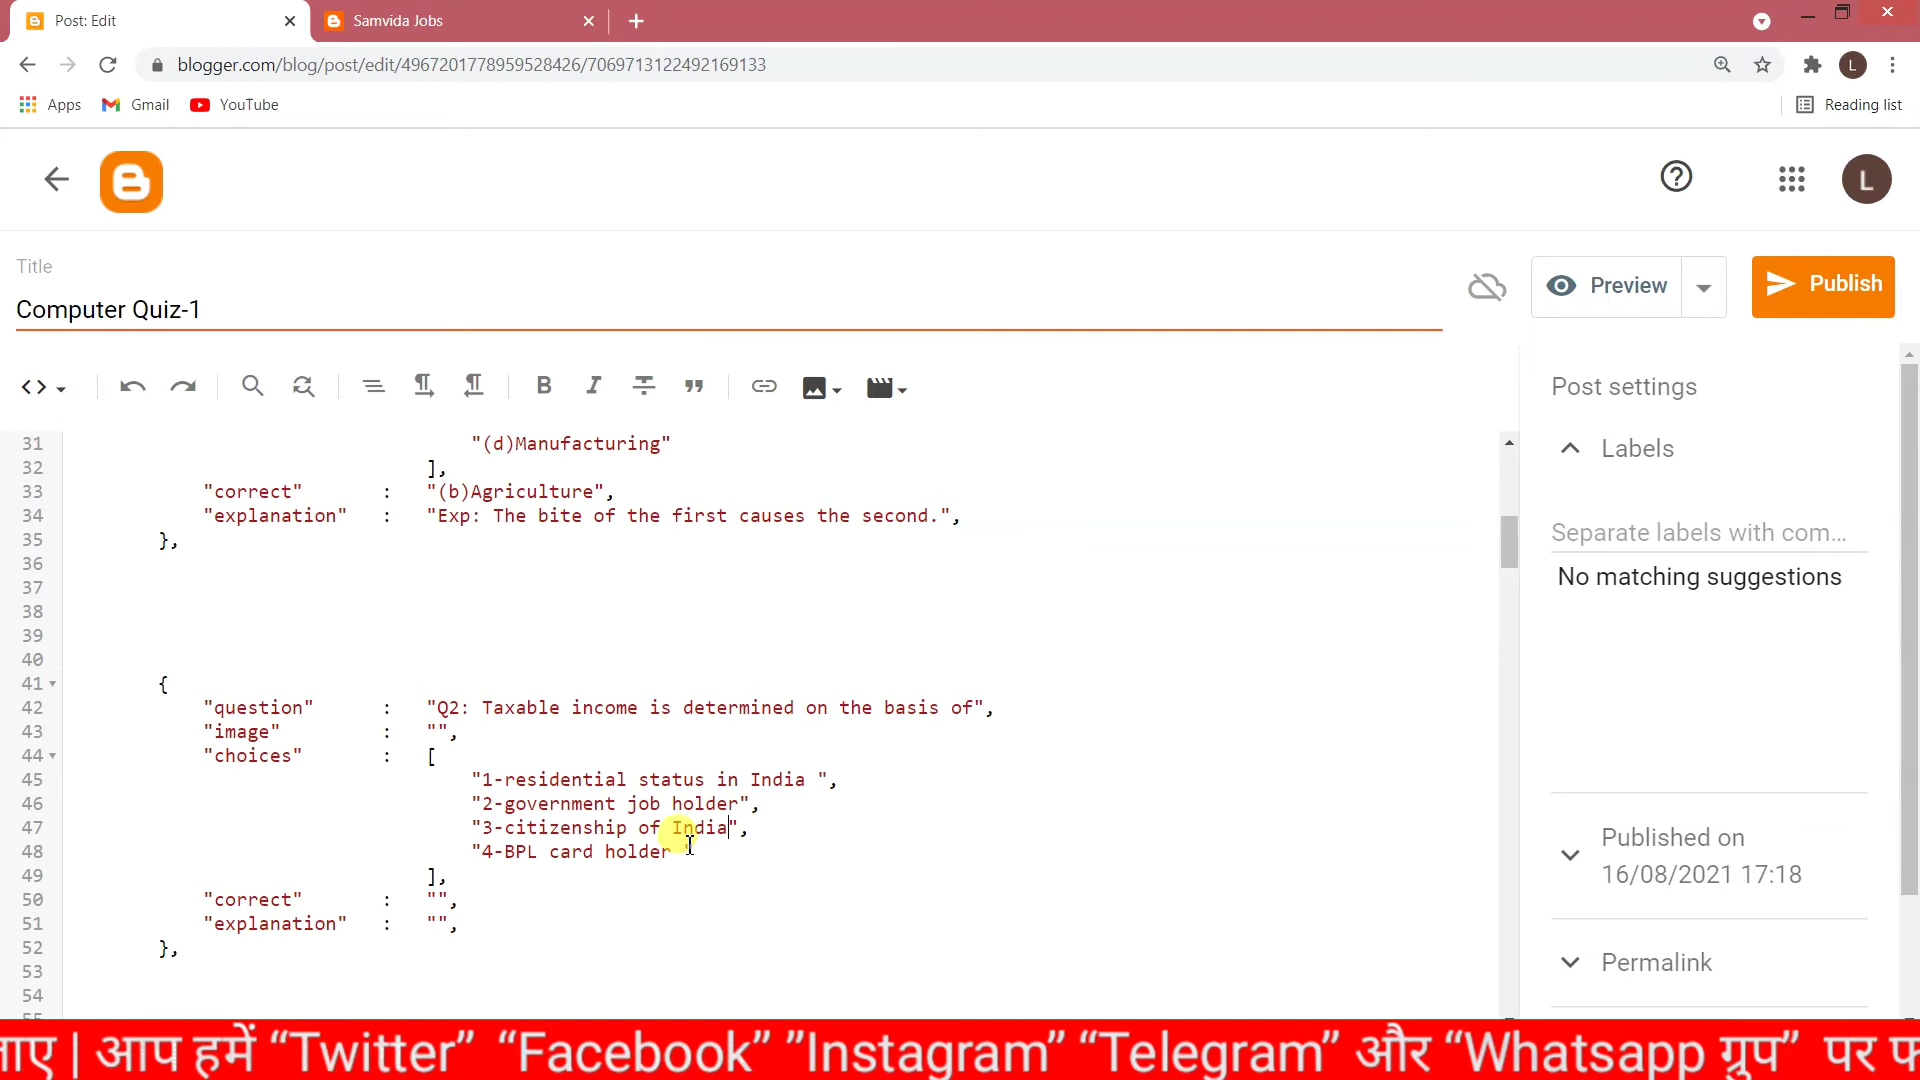 Post: Edit
Samvida Jobs
blogger.com/blog/post/edit/4967201778959528426/7069713122492169133
L
Apps
Gmail
YouTube
Reading list
L
Title
Computer Quiz-1
Preview
Publish
Post settings
Labels
Separate labels with com...
No matching suggestions
Published on
16/08/2021 17:18
Permalink
31 "(d)Manufacturing"
32 ],
33 "correct" : "(b)Agriculture",
34 "explanation" : "Exp: The bite of the first causes the second.",
35 },
36
37
38
39
40
41 {
42 "question" : "Q2: Taxable income is determined on the basis of",
43 "image" : "",
44 "choices" : [
45 "1-residential status in India ",
46 "2-government job holder",
47 "3-citizenship of India",
48 "4-BPL card holder "
49 ],
50 "correct" : "",
51 "explanation" : "",
52 },
53
54
55
आप हमें “Twitter” “Facebook” ”Instagram” “Telegram” और “Whatsapp ग्रुप” पर